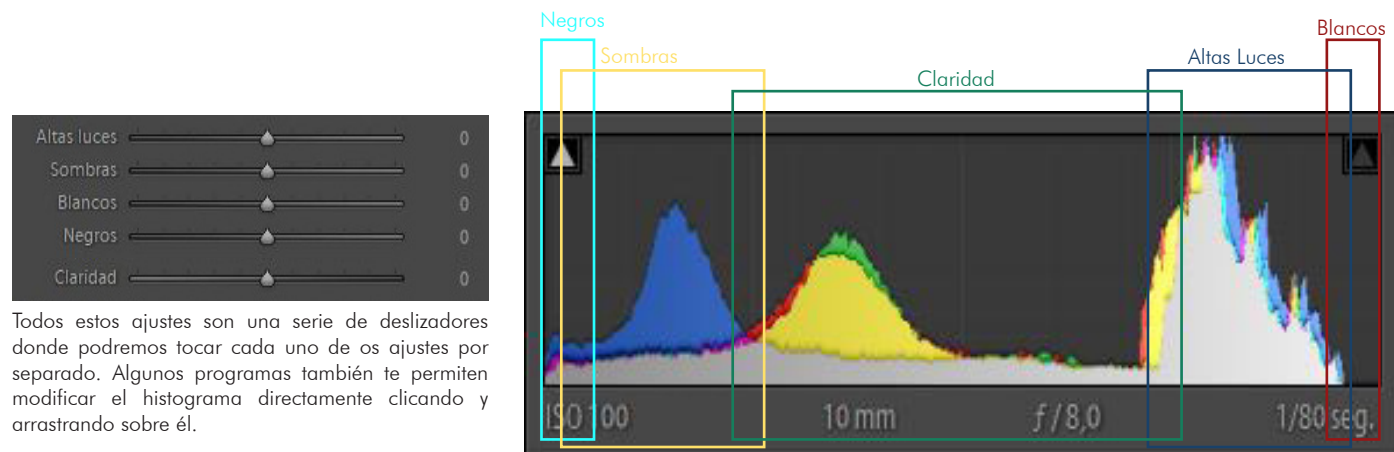 Negros
Blancos
Sombras
Altas Luces
Claridad
Altas luces 0
Sombras 0
Blancos 0
Negros 0
Claridad 0
Todos estos ajustes son una serie de deslizadores
donde podremos tocar cada uno de os ajustes por
separado. Algunos programas también te permiten
modificar el histograma directamente clicando y
arrastrando sobre él.
ISO 100 10 mm ƒ / 8,0 1/80 seg.